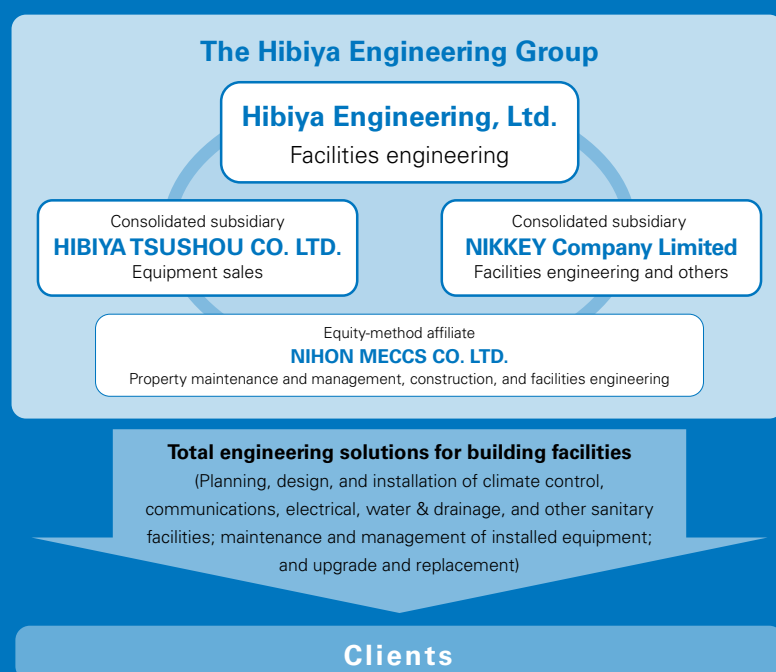 The Hibiya Engineering Group
Hibiya Engineering, Ltd.
Facilities engineering
Consolidated subsidiary
HIBIYA TSUSHOU CO. LTD.
Equipment sales
Consolidated subsidiary
NIKKEY Company Limited
Facilities engineering and others
Equity-method affiliate
NIHON MECCS CO. LTD.
Property maintenance and management, construction, and facilities engineering
Total engineering solutions for building facilities
(Planning, design, and installation of climate control,
communications, electrical, water & drainage, and other sanitary
facilities; maintenance and management of installed equipment;
and upgrade and replacement)
Clients